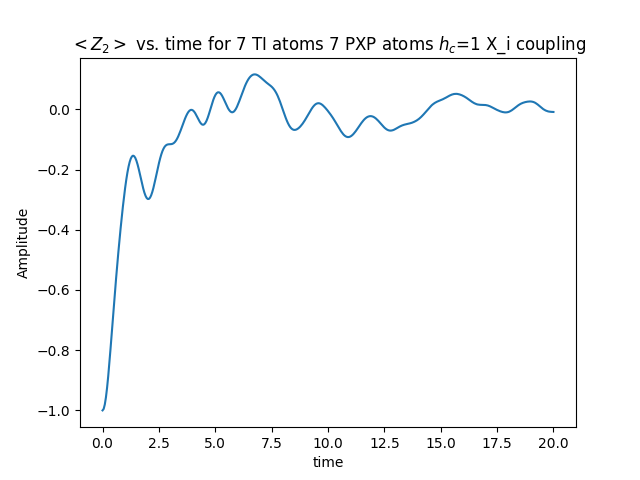 < Z₂ > vs. time for 7 TI atoms 7 PXP atoms h_c=1 X_i coupling
0.0
−0.2
−0.4
−0.6
−0.8
−1.0
Amplitude
0.0 2.5 5.0 7.5 10.0 12.5 15.0 17.5 20.0
time